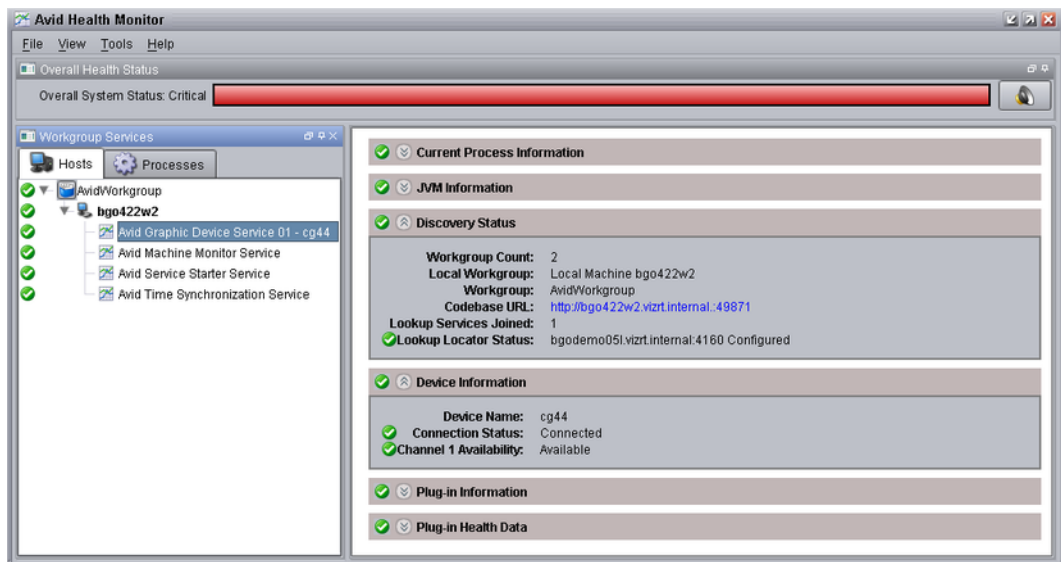 Avid Health Monitor
File View Tools Help
Overall Health Status
Overall System Status: Critical
Workgroup Services
Hosts Processes
AvidWorkgroup
bgo422w2
Avid Graphic Device Service 01 - cg44
Avid Machine Monitor Service
Avid Service Starter Service
Avid Time Synchronization Service
Current Process Information
JVM Information
Discovery Status
Workgroup Count: 2
Local Workgroup: Local Machine bgo422w2
Workgroup: AvidWorkgroup
Codebase URL: http://bgo422w2.vizrt.internal.:49871
Lookup Services Joined: 1
Lookup Locator Status: bgodemo05l.vizrt.internal:4160 Configured
Device Information
Device Name: cg44
Connection Status: Connected
Channel 1 Availability: Available
Plug-in Information
Plug-in Health Data